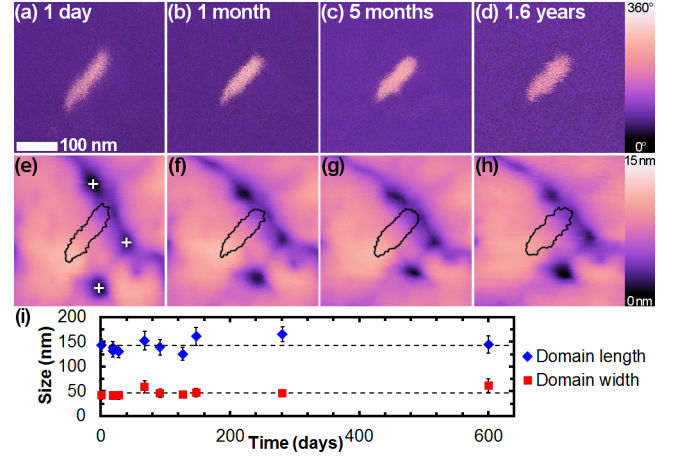 (a) 1 day
(b) 1 month
(c) 5 months
(d) 1.6 years
360°
100 nm
0°
(e)
(f)
(g)
(h)
15 nm
0 nm
(i)
200
150
100
50
0
Size (nm)
0
200
400
600
Time (days)
Domain length
Domain width